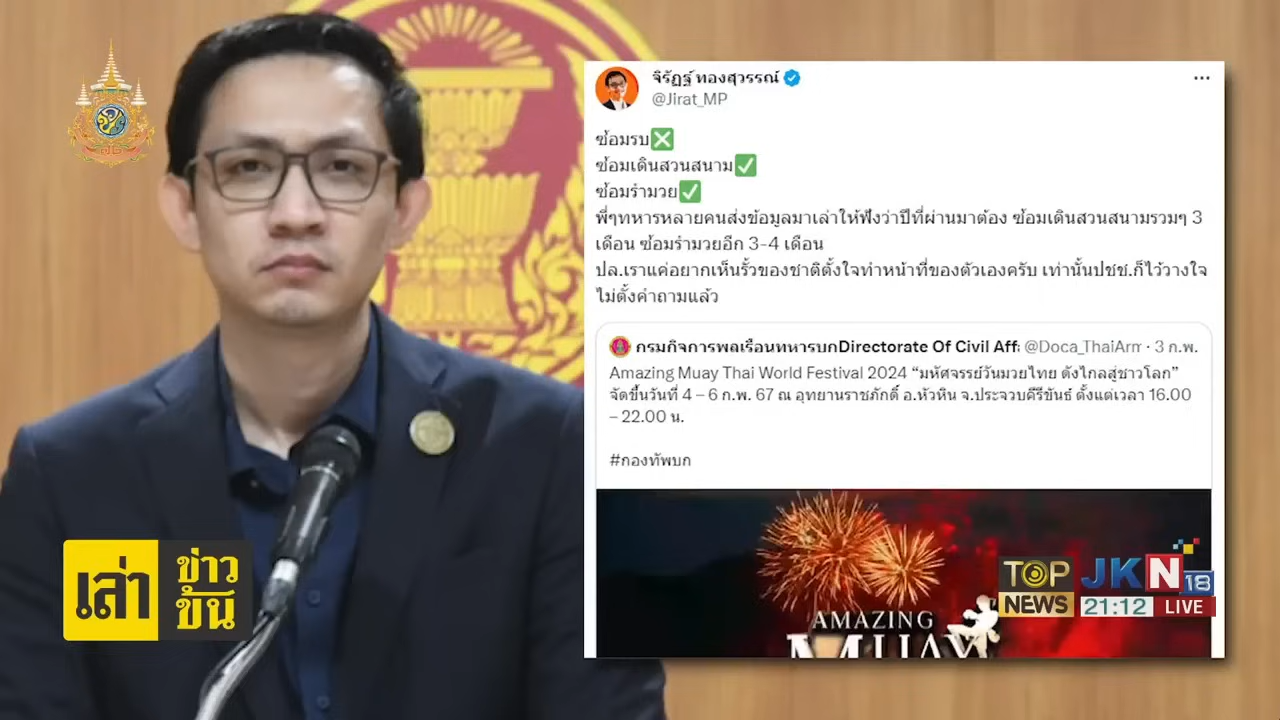 จิรัฏฐ์ ทองสุวรรณ์
@Jirat_MP
ซ้อมรบ❎
ซ้อมเดินสวนสนาม✅
ซ้อมรำมวย✅
พี่ๆทหารหลายคนส่งข้อมูลมาเล่าให้ฟังว่าปีที่ผ่านมาต้อง ซ้อมเดินสวนสนามรวมๆ 3
เดือน ซ้อมรำมวยอีก 3-4 เดือน
ปล.เราแค่อยากเห็นรั้วของชาติตั้งใจทำหน้าที่ของตัวเองครับ เท่านั้นปชช.ก็ไว้วางใจ
ไม่ตั้งคำถามแล้ว
กรมกิจการพลเรือนทหารบกDirectorate Of Civil Aff: @Doca_ThaiArm · 3 ก.พ.
Amazing Muay Thai World Festival 2024 “มหัศจรรย์วันมวยไทย ดังไกลสู่ชาวโลก”
จัดขึ้นวันที่ 4 – 6 ก.พ. 67 ณ อุทยานราชภักดิ์ อ.หัวหิน จ.ประจวบคีรีขันธ์ ตั้งแต่เวลา 16.00
– 22.00 น.
#กองทัพบก
AMAZING
MUAY
เล่า
ข่าว
ข้น
TOP
NEWS
JKN
18
21:12
LIVE